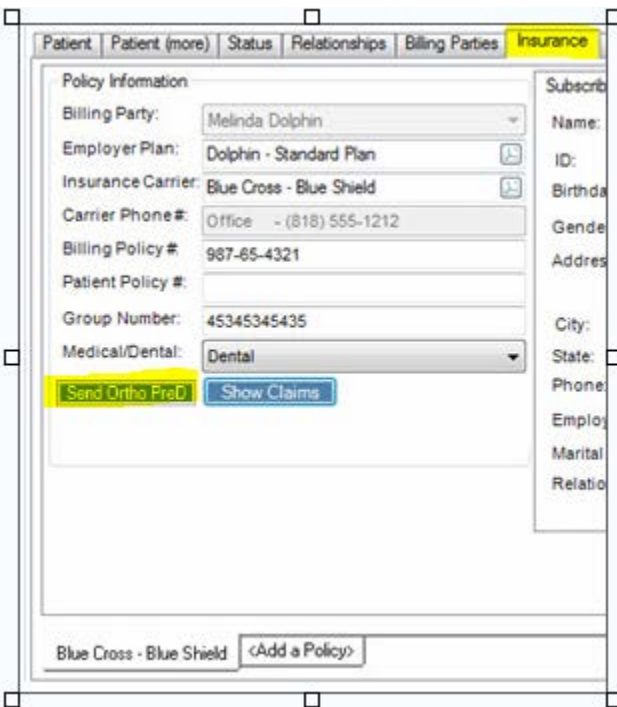 Patient Patient (more) Status Relationships Billing Parties Insurance
Policy Information
Billing Party: Melinda Dolphin
Employer Plan: Dolphin - Standard Plan
Insurance Carrier: Blue Cross - Blue Shield
Carrier Phone#: Office - (818) 555-1212
Billing Policy #: 987-65-4321
Patient Policy #:
Group Number: 45345345435
Medical/Dental: Dental
Send Ortho PreD Show Claims
Subscrib
Name:
ID:
Birthda
Gende
Addres
City:
State:
Phone:
Employ
Marital
Relatio
Blue Cross - Blue Shield <Add a Policy>